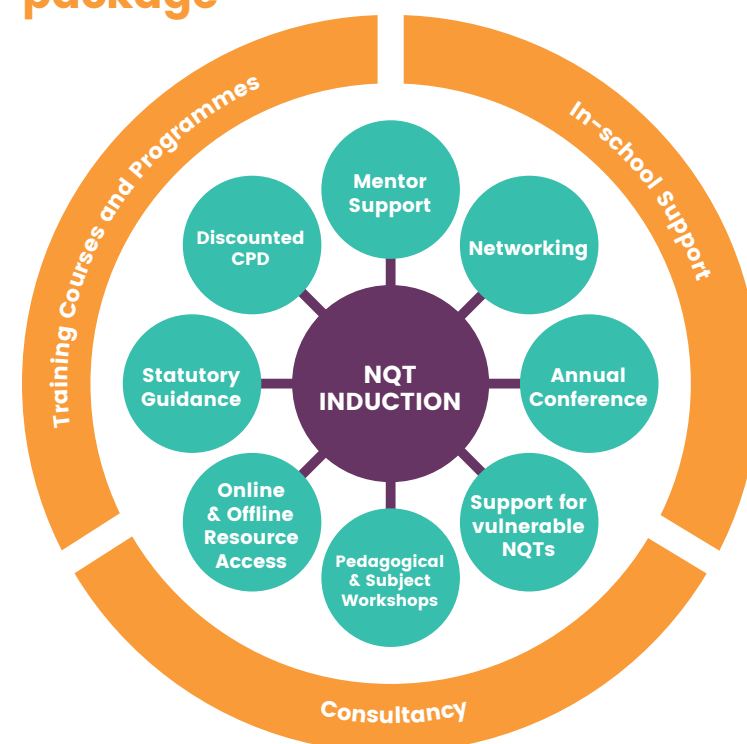 package
Training Courses and Programmes
In-school Support
Mentor
Support
Discounted
CPD
Networking
Statutory
Guidance
NQT
INDUCTION
Annual
Conference
Online
& Offline
Resource
Access
Support for
vulnerable
NQTs
Pedagogical
& Subject
Workshops
Consultancy